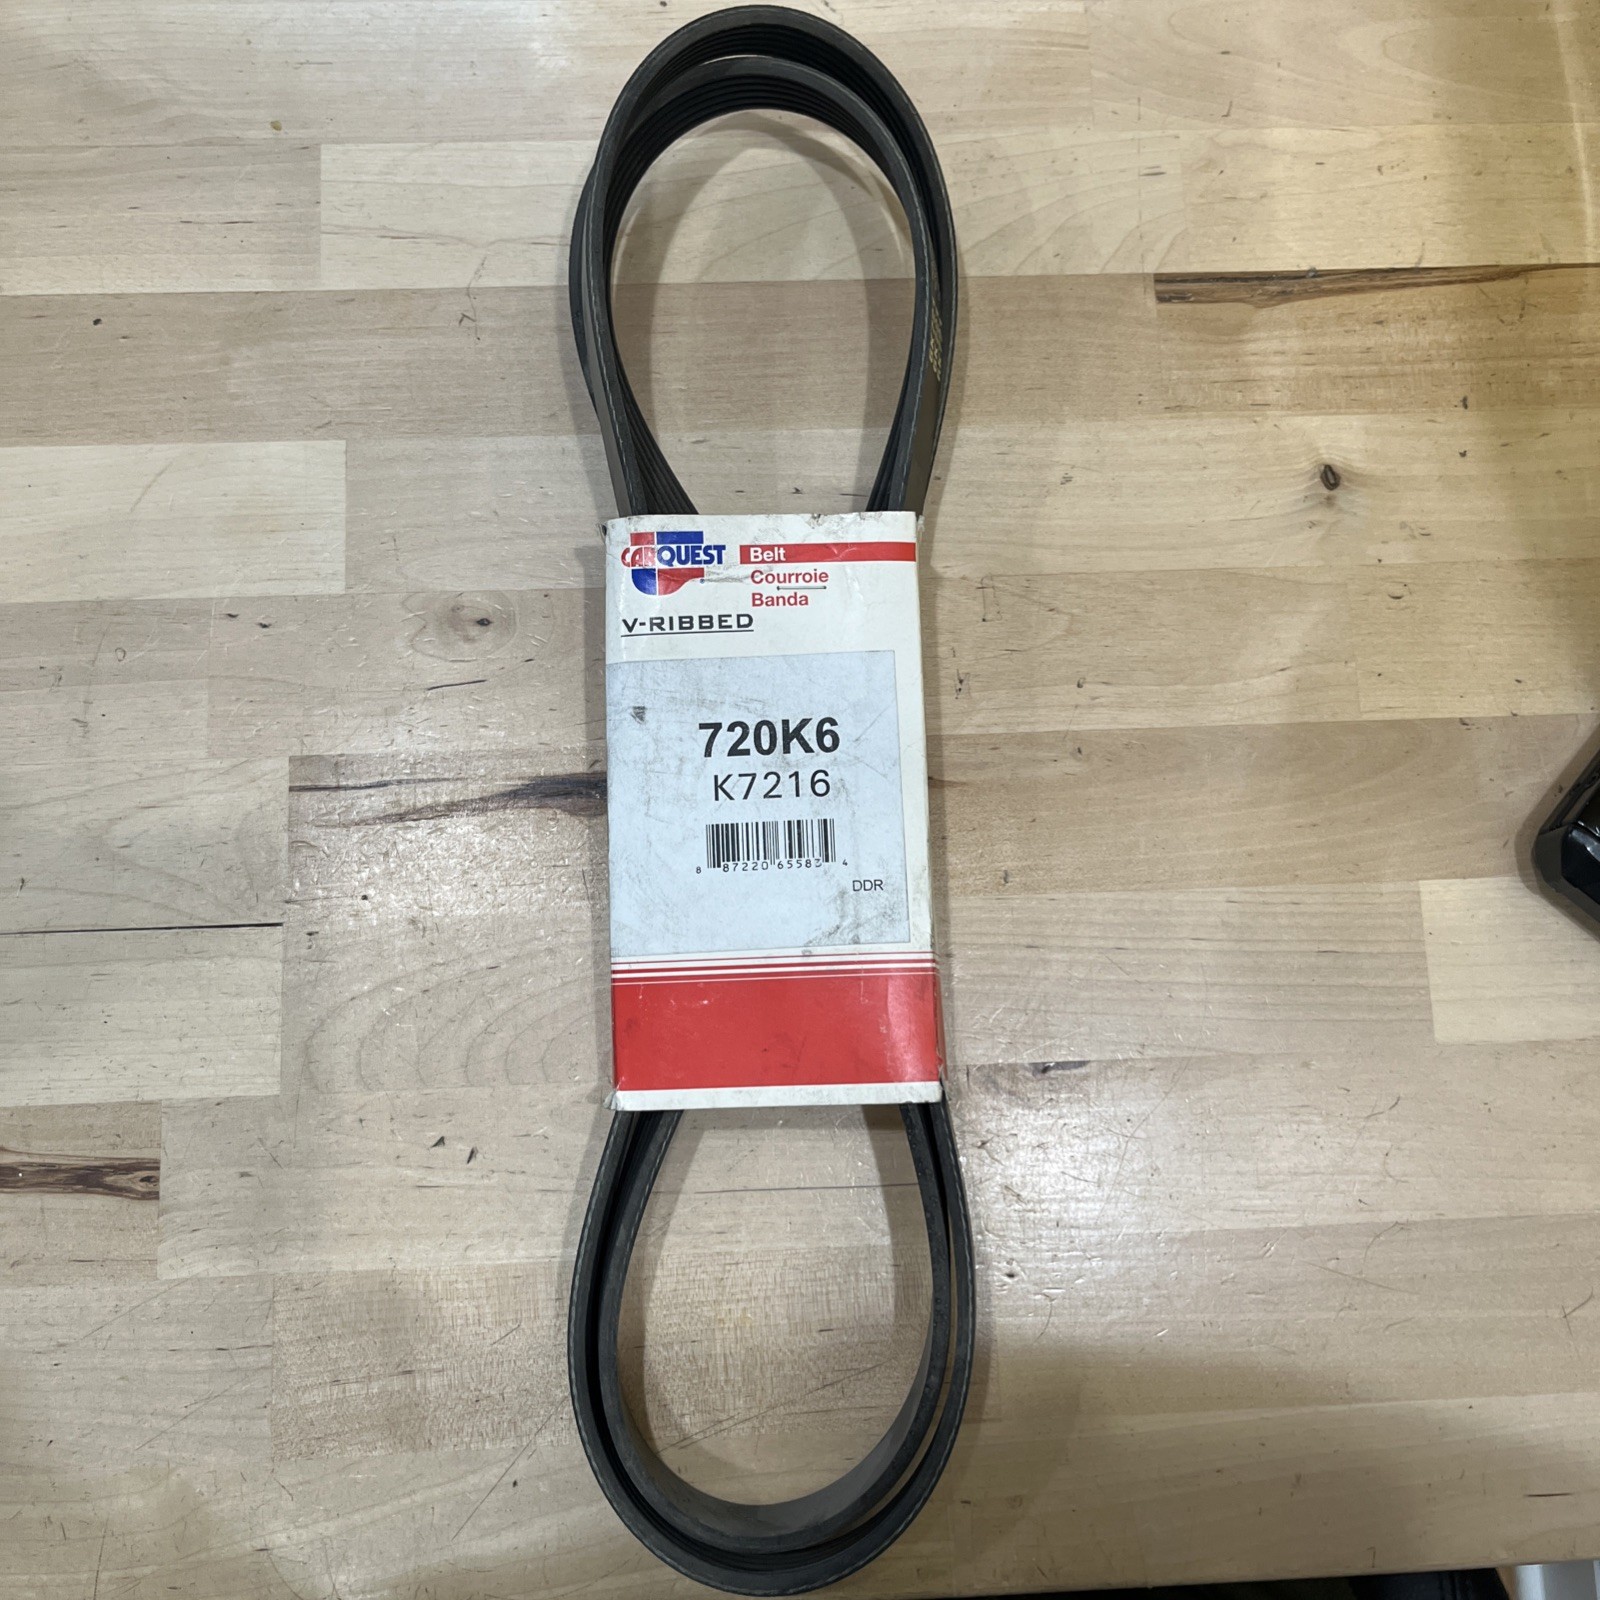 CARQUEST
Belt
Courroie
Banda
V-RIBBED
720K6
K7216
8 87220 65583 4
DDR